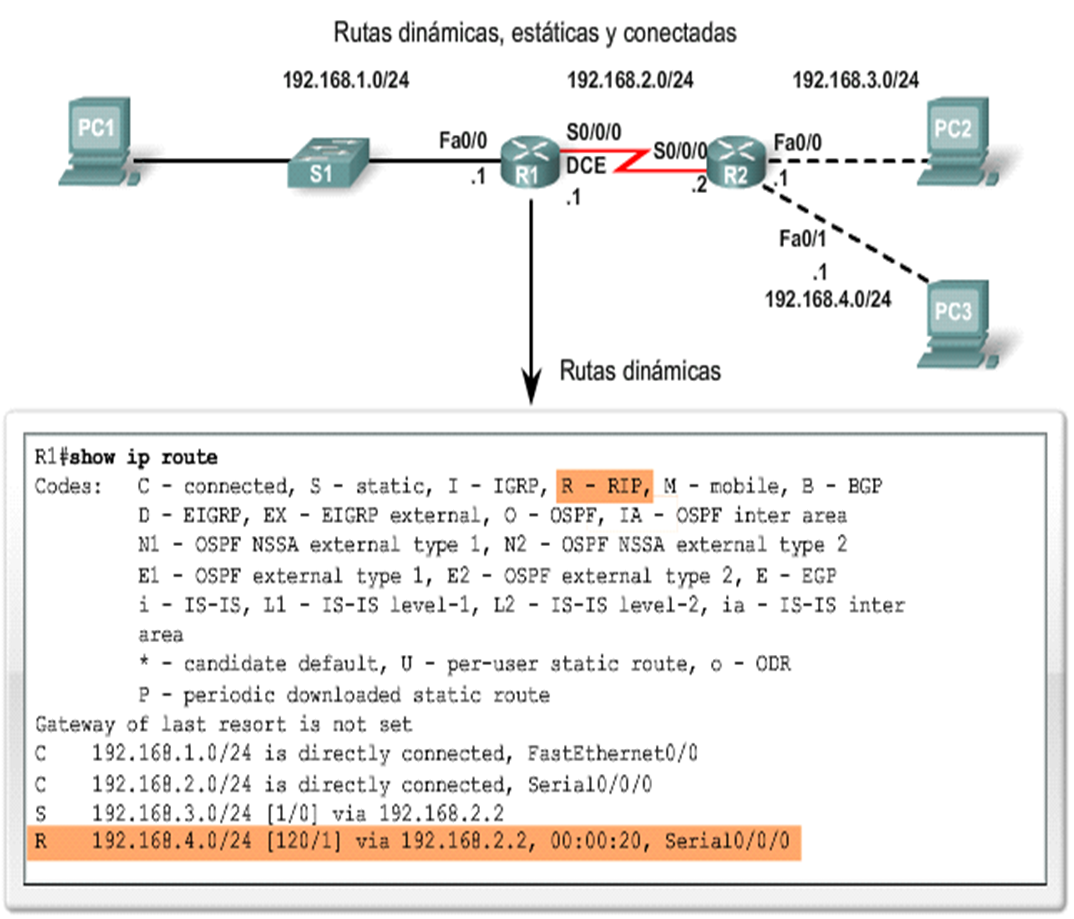 Rutas dinámicas, estáticas y conectadas
192.168.1.0/24
192.168.2.0/24
192.168.3.0/24
PC1
S1
Fa0/0
.1
R1
S0/0/0
DCE
.1
S0/0/0
.2
R2
Fa0/0
.1
PC2
Fa0/1
.1
192.168.4.0/24
PC3
Rutas dinámicas
R1#show ip route
Codes: C - connected, S - static, I - IGRP, R - RIP, M - mobile, B - BGP
D - EIGRP, EX - EIGRP external, O - OSPF, IA - OSPF inter area
N1 - OSPF NSSA external type 1, N2 - OSPF NSSA external type 2
E1 - OSPF external type 1, E2 - OSPF external type 2, E - EGP
i - IS-IS, L1 - IS-IS level-1, L2 - IS-IS level-2, ia - IS-IS inter
area
* - candidate default, U - per-user static route, o - ODR
P - periodic downloaded static route
Gateway of last resort is not set
C 192.168.1.0/24 is directly connected, FastEthernet0/0
C 192.168.2.0/24 is directly connected, Serial0/0/0
S 192.168.3.0/24 [1/0] via 192.168.2.2
R 192.168.4.0/24 [120/1] via 192.168.2.2, 00:00:20, Serial0/0/0